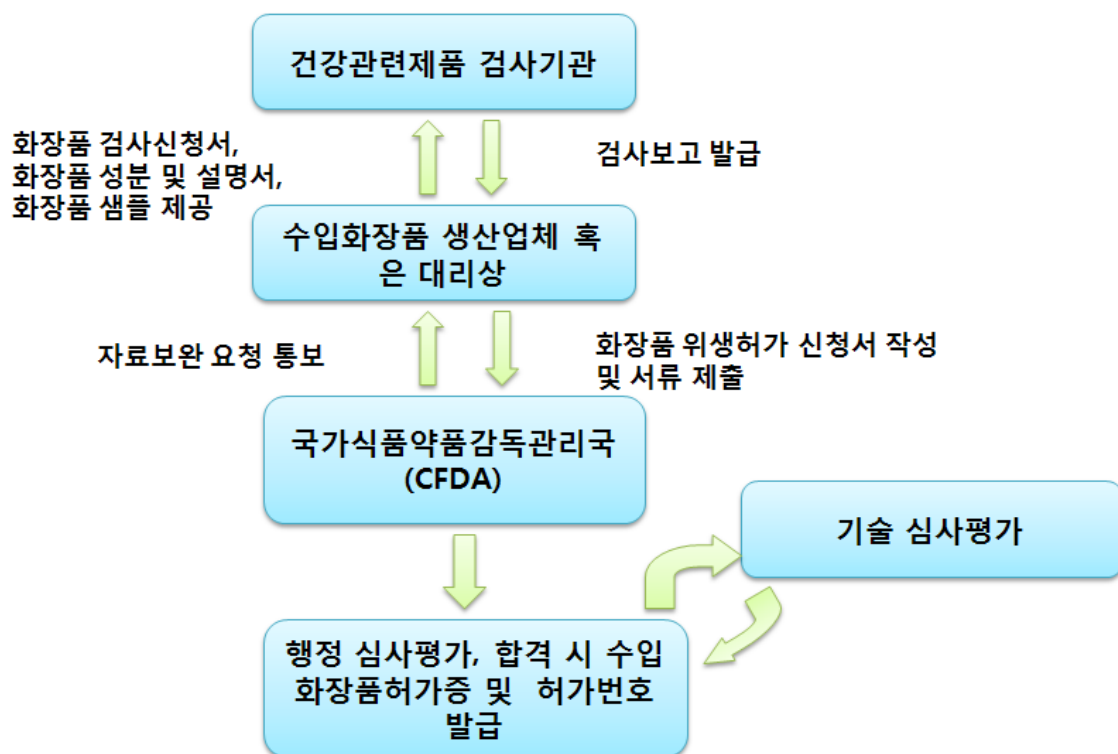 건강관련제품 검사기관
화장품 검사신청서,
화장품 성분 및 설명서,
화장품 샘플 제공
검사보고 발급
수입화장품 생산업체 혹
은 대리상
자료보완 요청 통보
화장품 위생허가 신청서 작성
및 서류 제출
국가식품약품감독관리국
(CFDA)
기술 심사평가
행정 심사평가, 합격 시 수입
화장품허가증 및 허가번호
발급